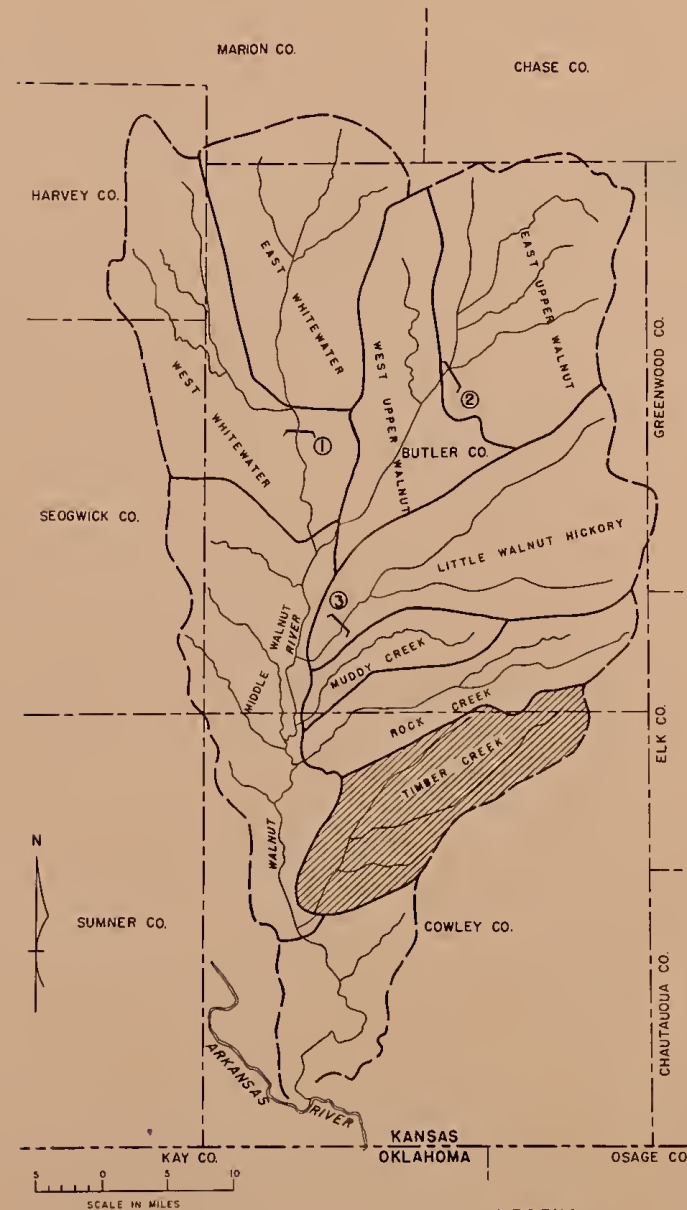 MARION CO.
CHASE CO.
HARVEY CO.
EAST WHITEWATER
EAST UPPER WALNUT
GREENWOOD CO.
WEST WHITEWATER
WEST UPPER WALNUT
②
①
BUTLER CO.
SEOGWICK CO.
LITTLE WALNUT HICKORY
③
MIDDLE WALNUT RIVER
MUDDY CREEK
ROCK CREEK
ELK CO.
TIMBER CREEK
WALNUT
N
SUMNER CO.
COWLEY CO.
CHAUTAUQUA CO.
ARKANSAS RIVER
KANSAS
KAY CO.
OKLAHOMA
OSAGE CO
5 0 5 10
SCALE IN MILES